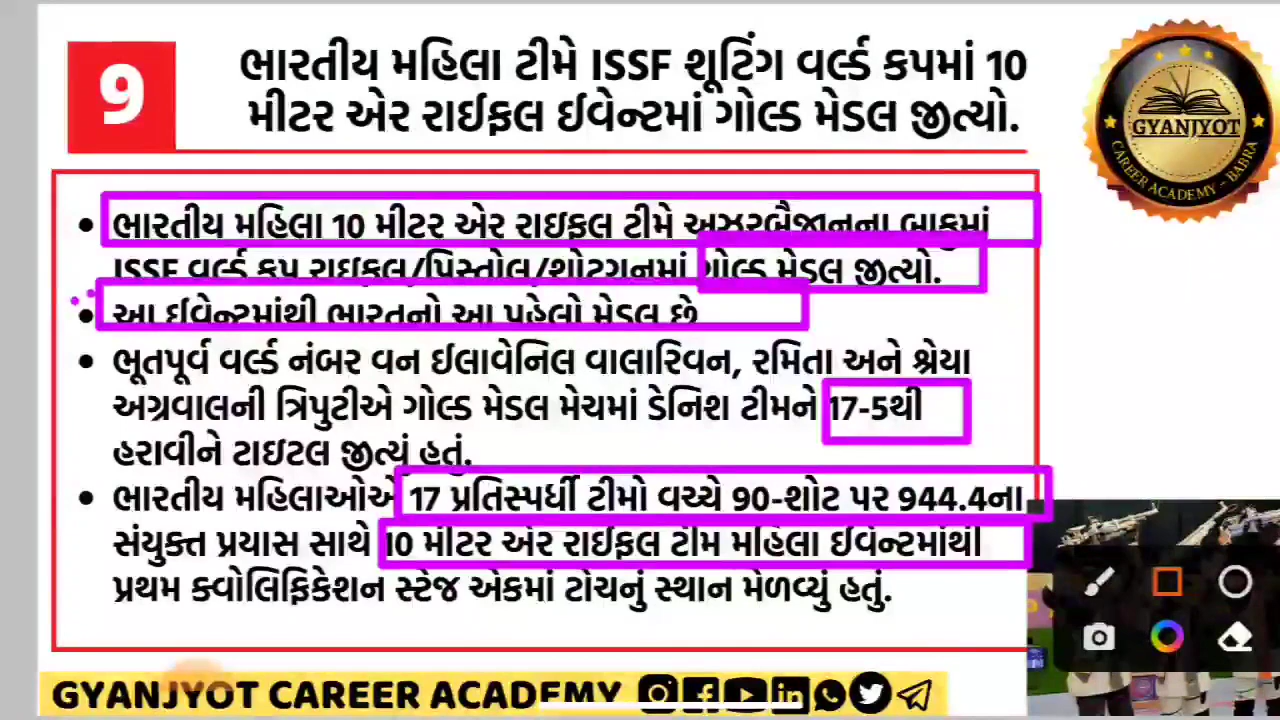 9
ભારતીય મહિલા ટીમે ISSF શૂટિંગ વર્લ્ડ કપમાં 10
મીટર એર રાઈફલ ઈવેન્ટમાં ગોલ્ડ મેડલ જીત્યો.
GYANJYOT
CAREER ACADEMY - BABRA
• ભારતીય મહિલા 10 મીટર એર રાઇફલ ટીમે અઝરબૈજાનના બાકુમાં
ISSF વર્લ્ડ કપ રાઇફલ/પિસ્તોલ/શોટગનમાં ગોલ્ડ મેડલ જીત્યો.
• આ ઈવેન્ટમાંથી ભારતનો આ પહેલો મેડલ છે
• ભૂતપૂર્વ વર્લ્ડ નંબર વન ઈલાવેનિલ વાલારિવન, રમિતા અને શ્રેયા
અગ્રવાલની ત્રિપુટીએ ગોલ્ડ મેડલ મેચમાં ડેનિશ ટીમને 17-5થી
હરાવીને ટાઇટલ જીત્યું હતું.
• ભારતીય મહિલાઓએ 17 પ્રતિસ્પર્ધી ટીમો વચ્ચે 90-શોટ પર 944.4ના
સંયુક્ત પ્રયાસ સાથે 10 મીટર એર રાઈફલ ટીમ મહિલા ઈવેન્ટમાંથી
પ્રથમ ક્વોલિફિકેશન સ્ટેજ એકમાં ટોચનું સ્થાન મેળવ્યું હતું.
GYANJYOT CAREER ACADEMY